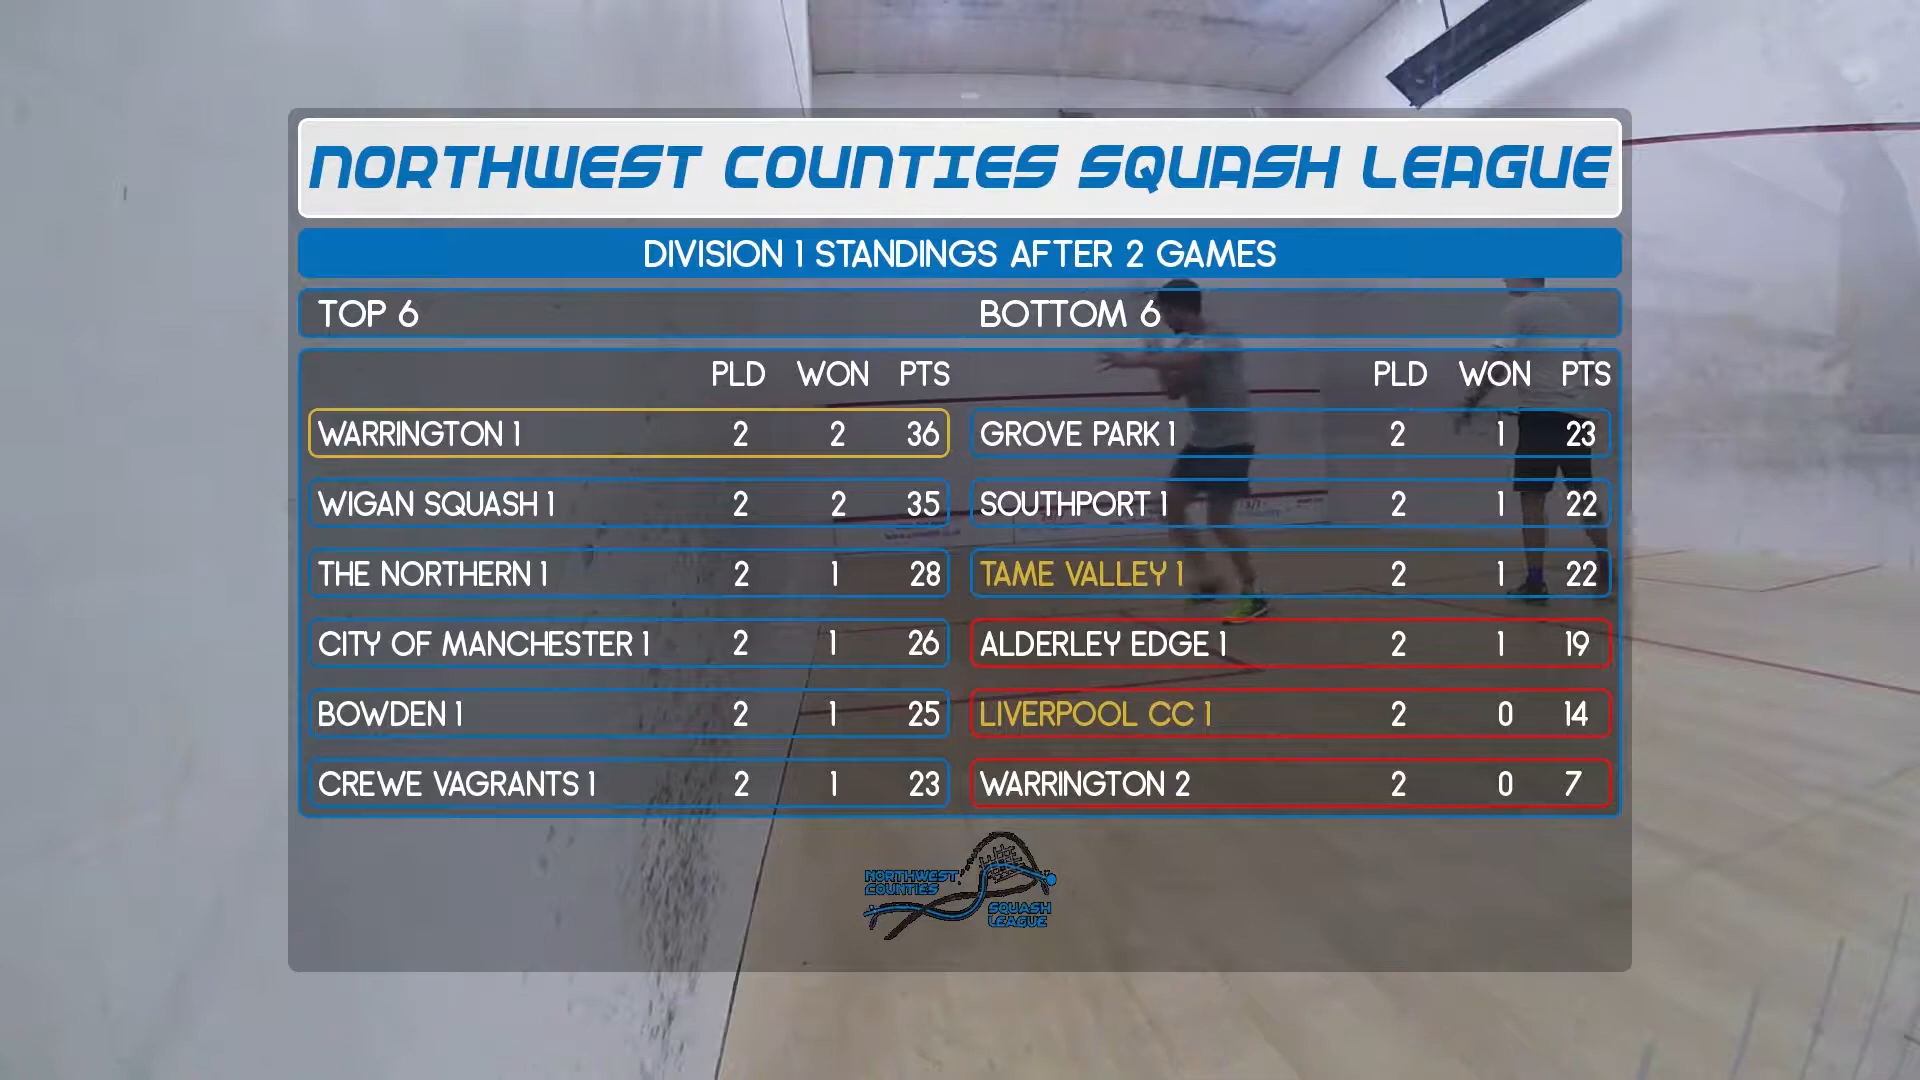 NORTHWEST COUNTIES SQUASH LEAGUE
DIVISION 1 STANDINGS AFTER 2 GAMES
TOP 6
PLD WON PTS
WARRINGTON 1 2 2 36
WIGAN SQUASH 1 2 2 35
THE NORTHERN 1 2 1 28
CITY OF MANCHESTER 1 2 1 26
BOWDEN 1 2 1 25
CREWE VAGRANTS 1 2 1 23
BOTTOM 6
PLD WON PTS
GROVE PARK 1 2 1 23
SOUTHPORT 1 2 1 22
TAME VALLEY 1 2 1 22
ALDERLEY EDGE 1 2 1 19
LIVERPOOL CC 1 2 0 14
WARRINGTON 2 2 0 7
NORTHWEST
COUNTIES
SQUASH
LEAGUE